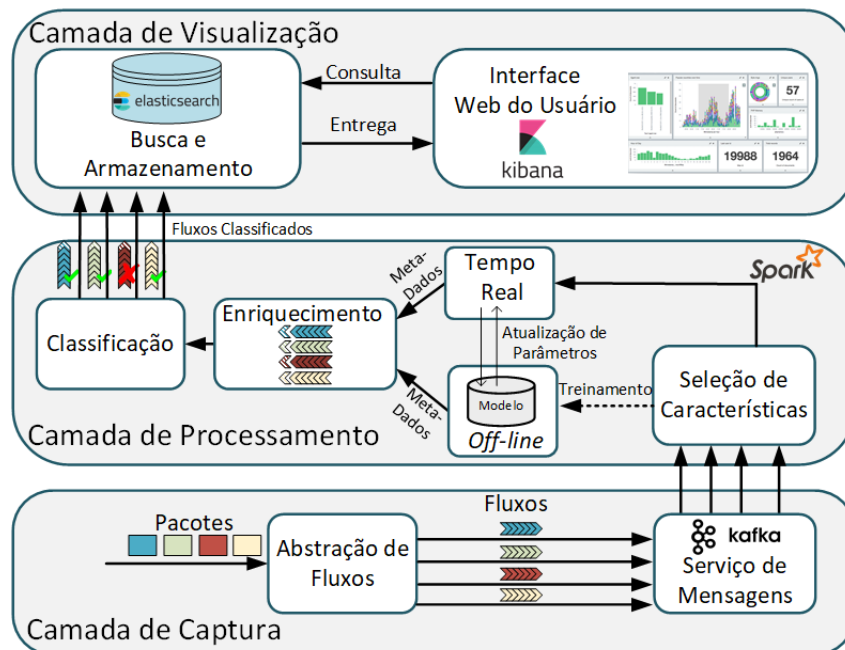 Camada de Visualização
elasticsearch
Busca e
Armazenamento
Consulta
Entrega
Interface
Web do Usuário
kibana
57
19988
1964
Fluxos Classificados
Spark
Classificação
Enriquecimento
Meta-
Dados
Tempo
Real
Atualização de
Parâmetros
Meta-
Dados
Modelo
Off-line
Treinamento
Seleção de
Características
Camada de Processamento
Pacotes
Abstração de
Fluxos
Fluxos
kafka
Serviço de
Mensagens
Camada de Captura